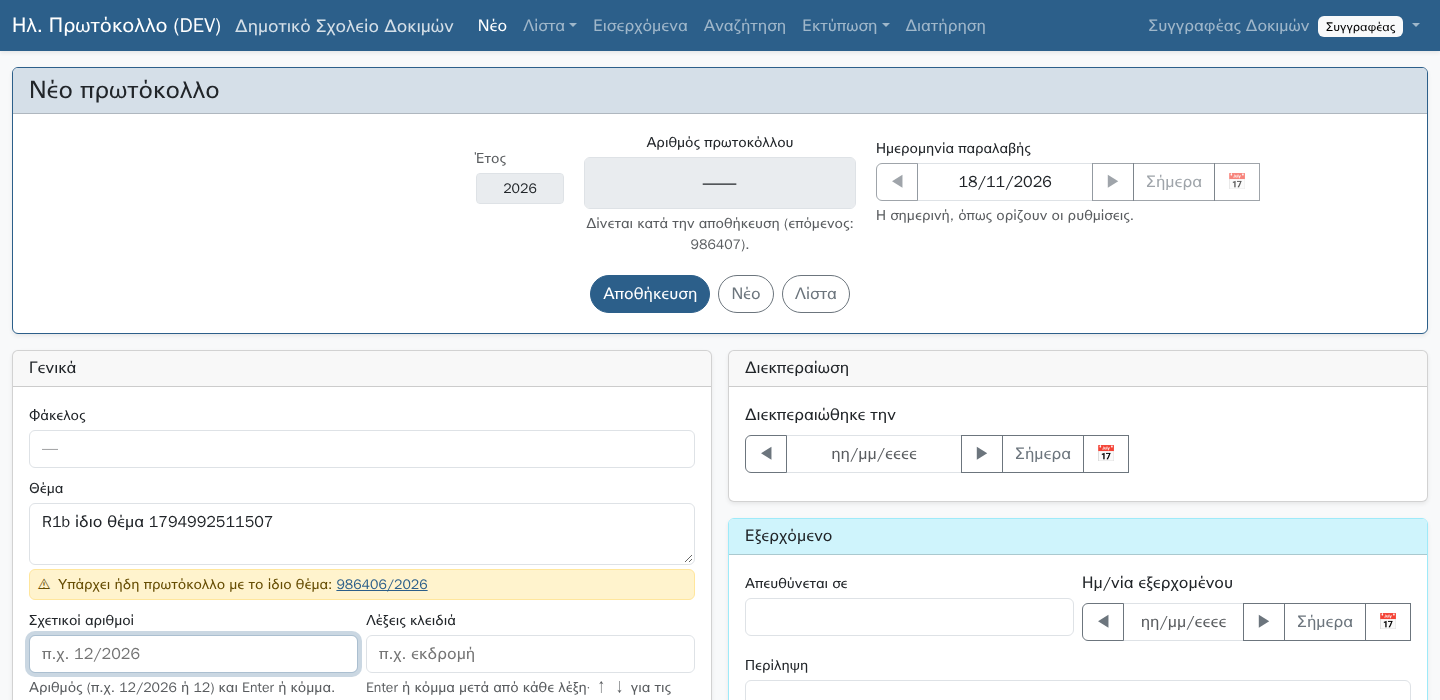 Ηλ. Πρωτόκολλο (DEV) Δημοτικό Σχολείο Δοκιμών Νέο Λίστα Εισερχόμενα Αναζήτηση Εκτύπωση Διατήρηση Συγγραφέας Δοκιμών Συγγραφέας
Νέο πρωτόκολλο
Έτος
2026
Αριθμός πρωτοκόλλου
——
Δίνεται κατά την αποθήκευση (επόμενος: 986407).
Ημερομηνία παραλαβής
◀ 18/11/2026 ▶ Σήμερα 📅
Η σημερινή, όπως ορίζουν οι ρυθμίσεις.
Αποθήκευση Νέο Λίστα
Γενικά
Φάκελος
—
Θέμα
R1b ίδιο θέμα 1794992511507
⚠ Υπάρχει ήδη πρωτόκολλο με το ίδιο θέμα: 986406/2026
Σχετικοί αριθμοί
π.χ. 12/2026
Αριθμός (π.χ. 12/2026 ή 12) και Enter ή κόμμα.
Λέξεις κλειδιά
π.χ. εκδρομή
Enter ή κόμμα μετά από κάθε λέξη· ↑ ↓ για τις
Διεκπεραίωση
Διεκπεραιώθηκε την
◀ ηη/μμ/εεεε ▶ Σήμερα 📅
Εξερχόμενο
Απευθύνεται σε
Ημ/νία εξερχομένου
◀ ηη/μμ/εεεε ▶ Σήμερα 📅
Περίληψη